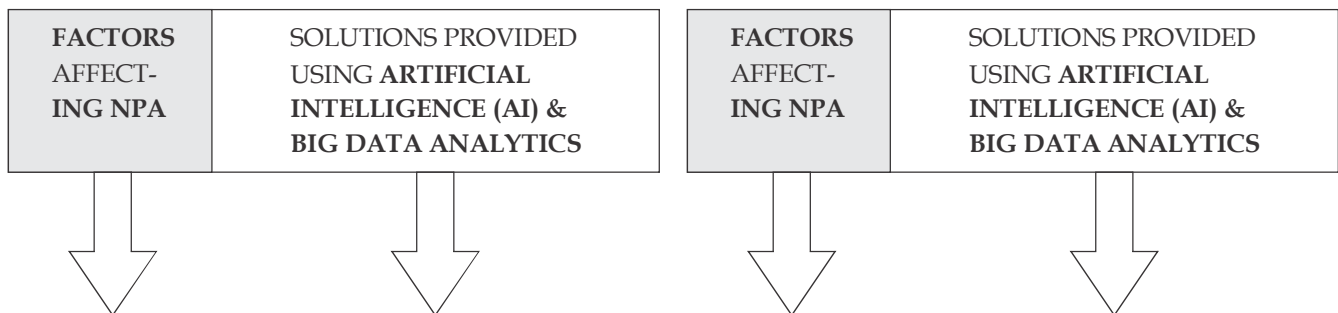 FACTORS
AFFECT-
ING NPA
SOLUTIONS PROVIDED
USING ARTIFICIAL
INTELLIGENCE (AI) &
BIG DATA ANALYTICS
FACTORS
AFFECT-
ING NPA
SOLUTIONS PROVIDED
USING ARTIFICIAL
INTELLIGENCE (AI) &
BIG DATA ANALYTICS